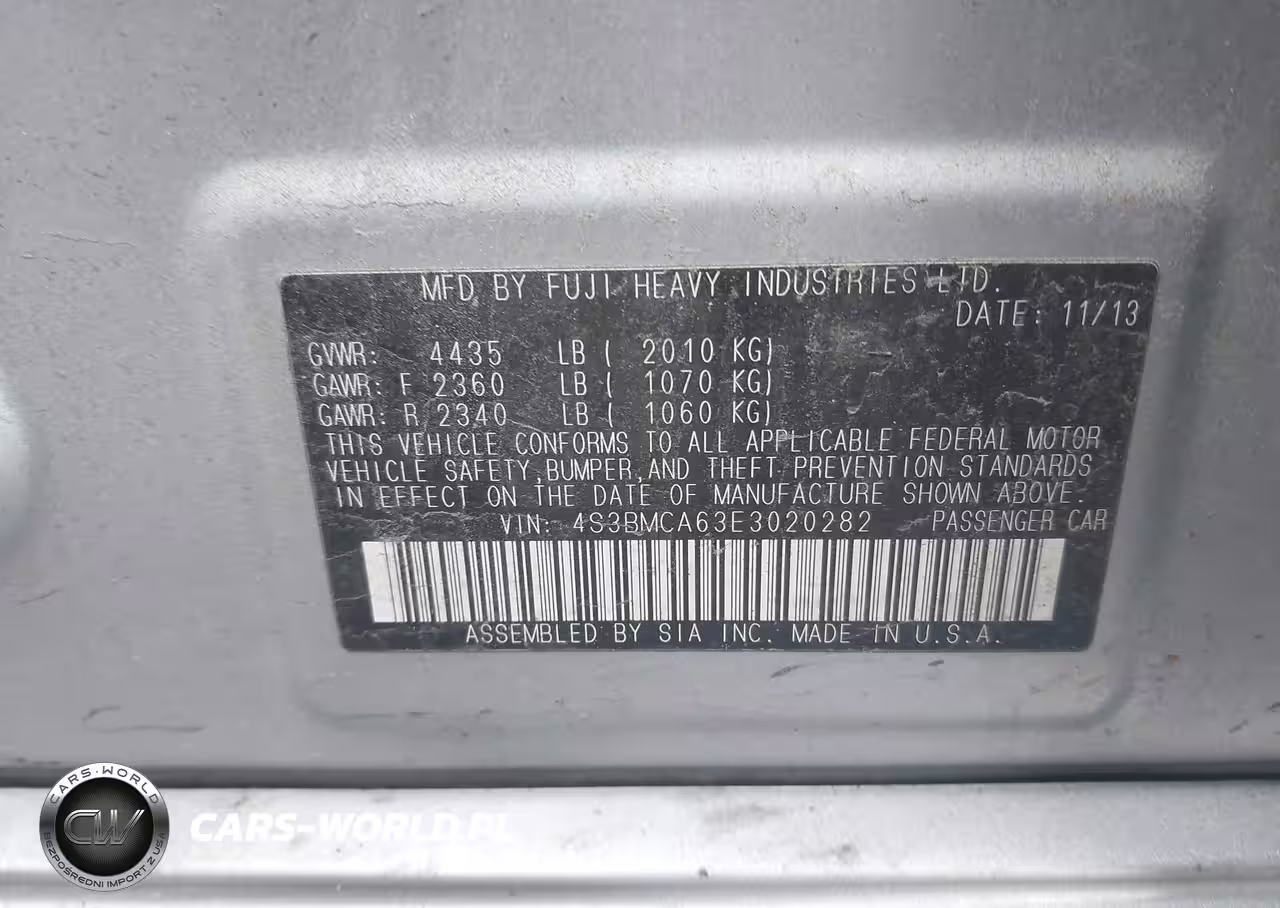 MFD BY FUJI HEAVY INDUSTRIES LTD.
DATE: 11/13
GVWR: 4435 LB ( 2010 KG)
GAWR: F 2360 LB ( 1070 KG)
GAWR: R 2340 LB ( 1060 KG)
THIS VEHICLE CONFORMS TO ALL APPLICABLE FEDERAL MOTOR
VEHICLE SAFETY,BUMPER,AND THEFT PREVENTION STANDARDS
IN EFFECT ON THE DATE OF MANUFACTURE SHOWN ABOVE.
VIN: 4S3BMCA63E3020282 PASSENGER CAR
ASSEMBLED BY SIA INC. MADE IN U.S.A.
CARS-WORLD
CW
BEZPOŚREDNI IMPORT Z USA
CARS-WORLD.PL